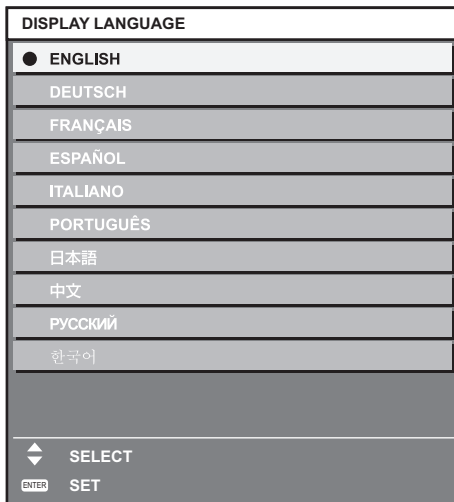 DISPLAY LANGUAGE
ENGLISH
DEUTSCH
FRANÇAIS
ESPAÑOL
ITALIANO
PORTUGUÊS
日本語
中文
РУССКИЙ
한국어
SELECT
ENTER SET